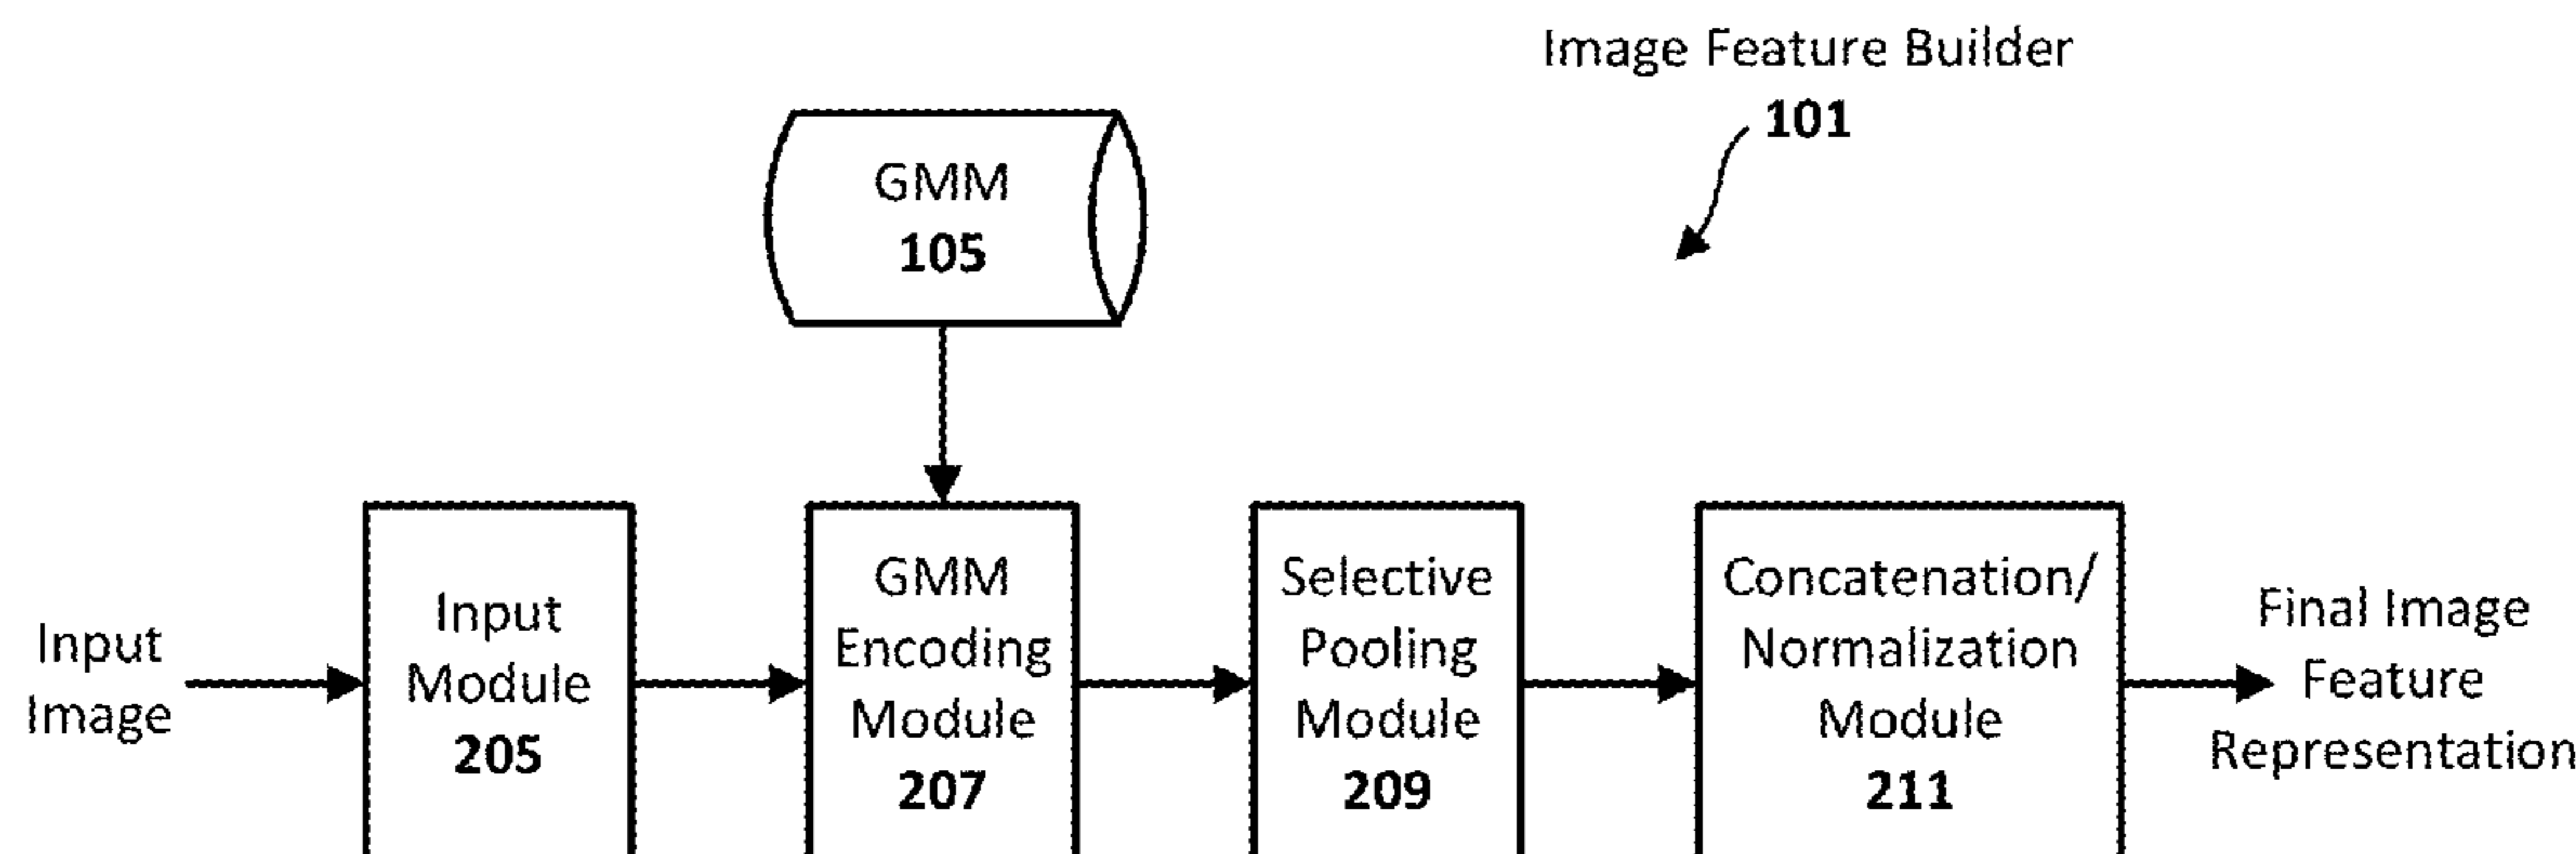 Image Feature Builder
101
GMM
105
Input
Image
Input
Module
205
GMM
Encoding
Module
207
Selective
Pooling
Module
209
Concatenation/
Normalization
Module
211
Final Image
Feature
Representation